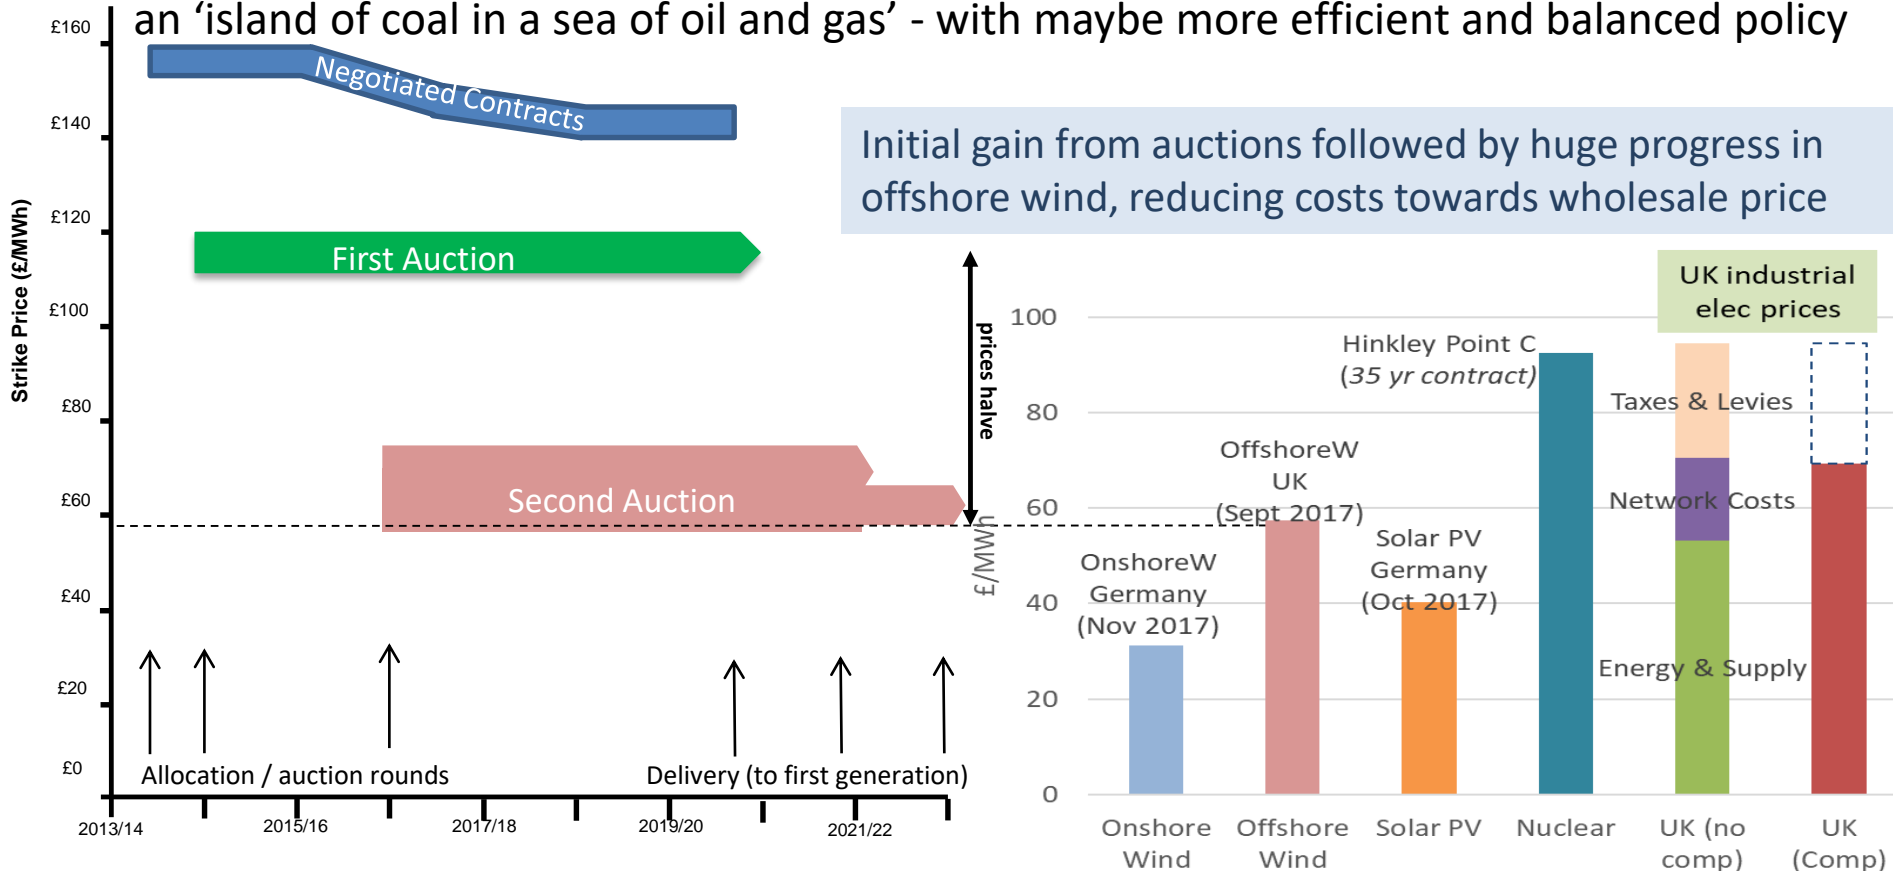 an ‘island of coal in a sea of oil and gas’ - with maybe more efficient and balanced policy
£160
£140
£120
£100
£80
£60
£40
£20
£0
Strike Price (£/MWh)
Negotiated Contracts
First Auction
Second Auction
Allocation / auction rounds
Delivery (to first generation)
2013/14
2015/16
2017/18
2019/20
2021/22
Initial gain from auctions followed by huge progress in
offshore wind, reducing costs towards wholesale price
prices halve
£/MWh
100
80
60
40
20
0
OnshoreW
Germany
(Nov 2017)
OffshoreW
UK
(Sept 2017)
Solar PV
Germany
(Oct 2017)
Hinkley Point C
(35 yr contract)
UK industrial
elec prices
Taxes & Levies
Network Costs
Energy & Supply
Onshore
Wind
Offshore
Wind
Solar PV
Nuclear
UK (no
comp)
UK
(Comp)